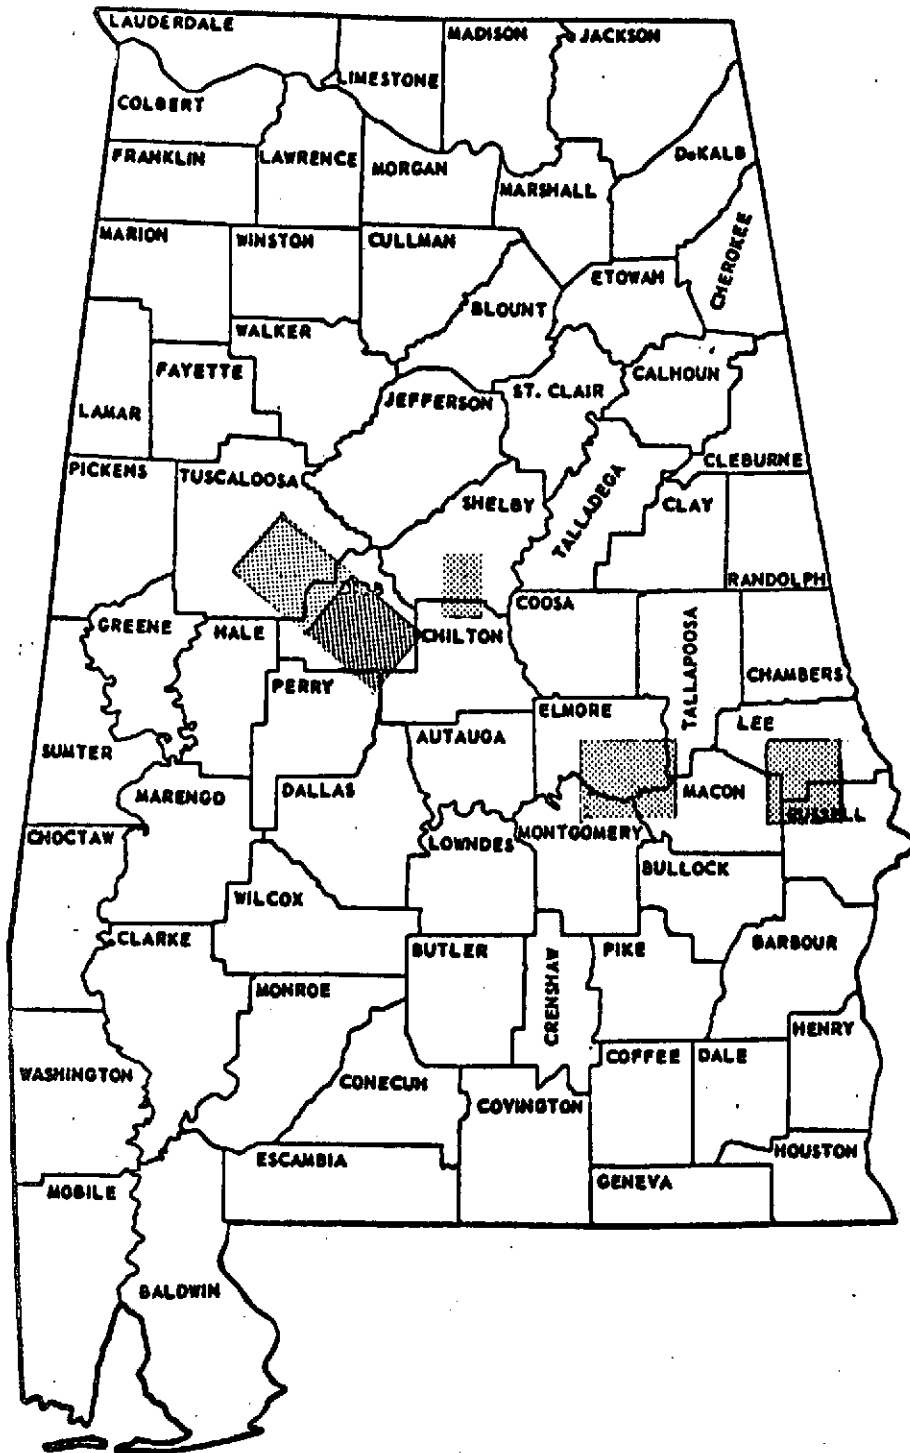 LAUDERDALE
MADISON
JACKSON
LIMESTONE
COLBERT
FRANKLIN
LAWRENCE
MORGAN
DeKALB
MARSHALL
MARION
WINSTON
CULLMAN
CHEROKEE
ETOWAH
BLOUNT
WALKER
FAYETTE
ST. CLAIR
CALHOUN
JEFFERSON
LAMAR
PICKENS
TUSCALOOSA
CLEBURNE
SHELBY
TALLADEGA
CLAY
RANDOLPH
COOSA
GREENE
HALE
CHILTON
TALLAPOOSA
CHAMBERS
PERRY
ELMORE
LEE
SUMTER
AUTAUGA
MARENGO
DALLAS
MACON
RUSSELL
CHOCTAW
LOWNDES
MONTGOMERY
BULLOCK
WILCOX
CLARKE
BUTLER
CRENSHAW
PIKE
BARBOUR
MONROE
HENRY
WASHINGTON
CONECUH
COFFEE
DALE
COVINGTON
ESCAMBIA
HOUSTON
MOBILE
GENEVA
BALDWIN